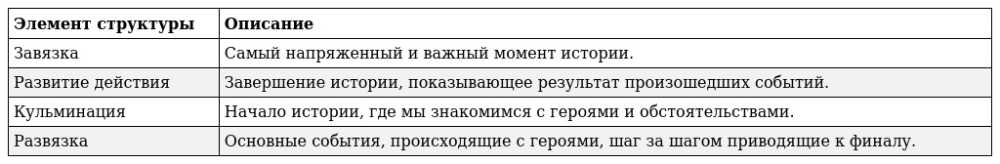 Элемент структуры Описание
Завязка Самый напряженный и важный момент истории.
Развитие действия Завершение истории, показывающее результат произошедших событий.
Кульминация Начало истории, где мы знакомимся с героями и обстоятельствами.
Развязка Основные события, происходящие с героями, шаг за шагом приводящие к финалу.